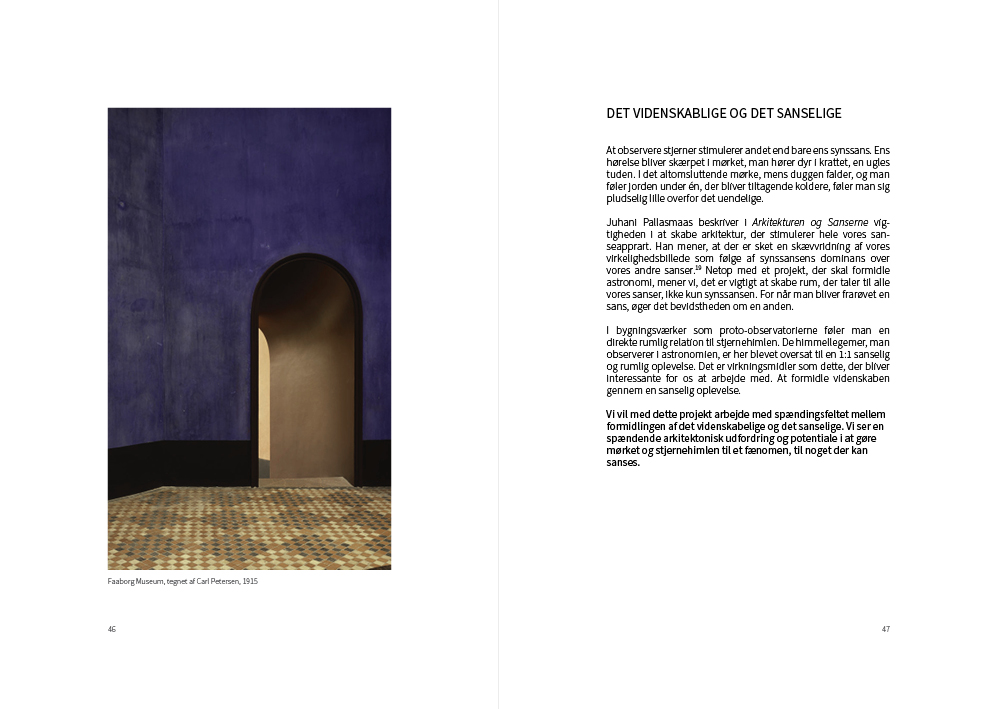 Faaborg Museum, tegnet af Carl Petersen, 1915
46
DET VIDENSKABLIGE OG DET SANSELIGE
At observere stjerner stimulerer andet end bare ens synssans. Ens
hørelse bliver skærpet i mørket, man hører dyr i krattet, en ugles
tuden. I det altomsluttende mørke, mens duggen falder, og man
føler jorden under én, der bliver tiltagende koldere, føler man sig
pludselig lille overfor det uendelige.
Juhani Pallasmaas beskriver i Arkitekturen og Sanserne vig-
tigheden i at skabe arkitektur, der stimulerer hele vores san-
seapprart. Han mener, at der er sket en skævvridning af vores
virkelighedsbillede som følge af synssansens dominans over
vores andre sanser.19 Netop med et projekt, der skal formidle
astronomi, mener vi, det er vigtigt at skabe rum, der taler til alle
vores sanser, ikke kun synssansen. For når man bliver frarøvet en
sans, øger det bevidstheden om en anden.
I bygningsværker som proto-observatorierne føler man en
direkte rumlig relation til stjernehimlen. De himmellegemer, man
observerer i astronomien, er her blevet oversat til en 1:1 sanselig
og rumlig oplevelse. Det er virkningsmidler som dette, der bliver
interessante for os at arbejde med. At formidle videnskaben
gennem en sanselig oplevelse.
Vi vil med dette projekt arbejde med spændingsfeltet mellem
formidlingen af det videnskabelige og det sanselige. Vi ser en
spændende arkitektonisk udfordring og potentiale i at gøre
mørket og stjernehimlen til et fænomen, til noget der kan
sanses.
47